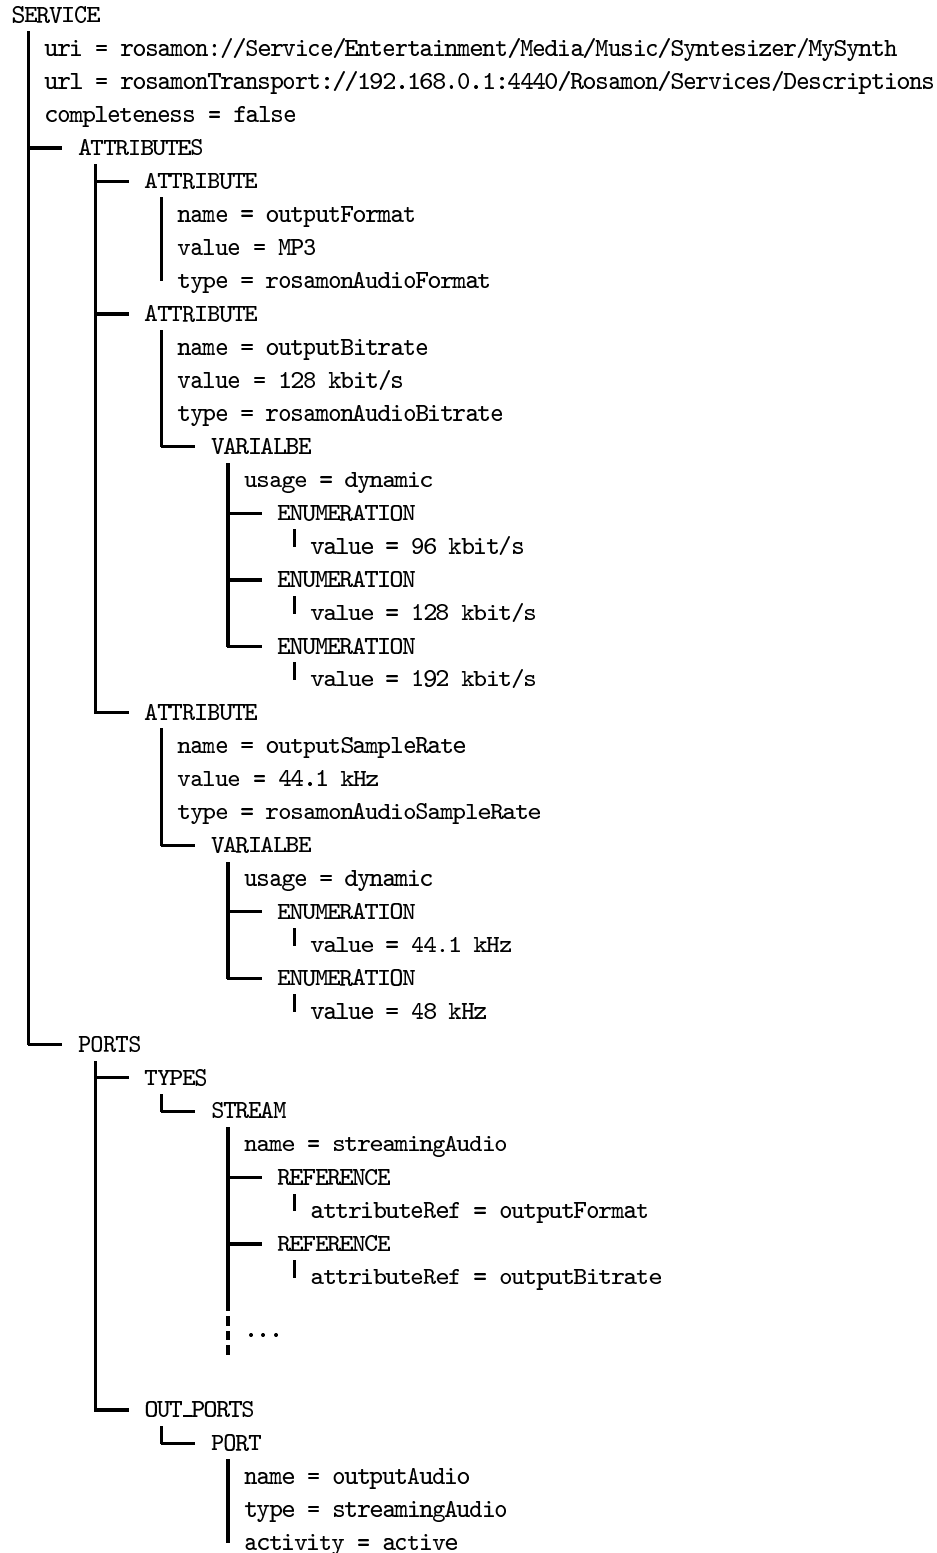 SERVICE
uri = rosamon://Service/Entertainment/Media/Music/Syntesizer/MySynth
url = rosamonTransport://192.168.0.1:4440/Rosamon/Services/Descriptions
completeness = false
ATTRIBUTES
ATTRIBUTE
name = outputFormat
value = MP3
type = rosamonAudioFormat
ATTRIBUTE
name = outputBitrate
value = 128 kbit/s
type = rosamonAudioBitrate
VARIALBE
usage = dynamic
ENUMERATION
value = 96 kbit/s
ENUMERATION
value = 128 kbit/s
ENUMERATION
value = 192 kbit/s
ATTRIBUTE
name = outputSampleRate
value = 44.1 kHz
type = rosamonAudioSampleRate
VARIALBE
usage = dynamic
ENUMERATION
value = 44.1 kHz
ENUMERATION
value = 48 kHz
PORTS
TYPES
STREAM
name = streamingAudio
REFERENCE
attributeRef = outputFormat
REFERENCE
attributeRef = outputBitrate
...
OUT_PORTS
PORT
name = outputAudio
type = streamingAudio
activity = active